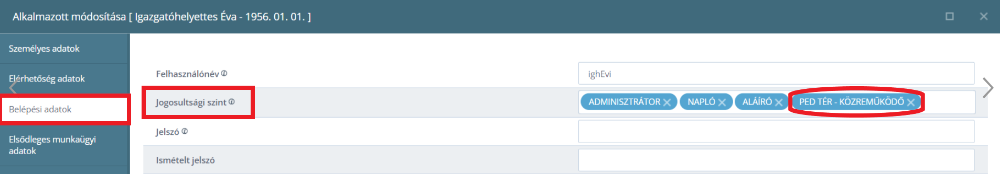 Alkalmazott módosítása [ Igazgatóhelyettes Éva - 1956. 01. 01. ]
Személyes adatok
Elérhetőség adatok
Belépési adatok
Elsődleges munkaügyi
adatok
Felhasználónév
ighEvi
Jogosultsági szint
ADMINISZTRÁTOR NAPLÓ ALÁÍRÓ PED TÉR - KÖZREMŰKÖDŐ
Jelszó
Ismételt jelszó